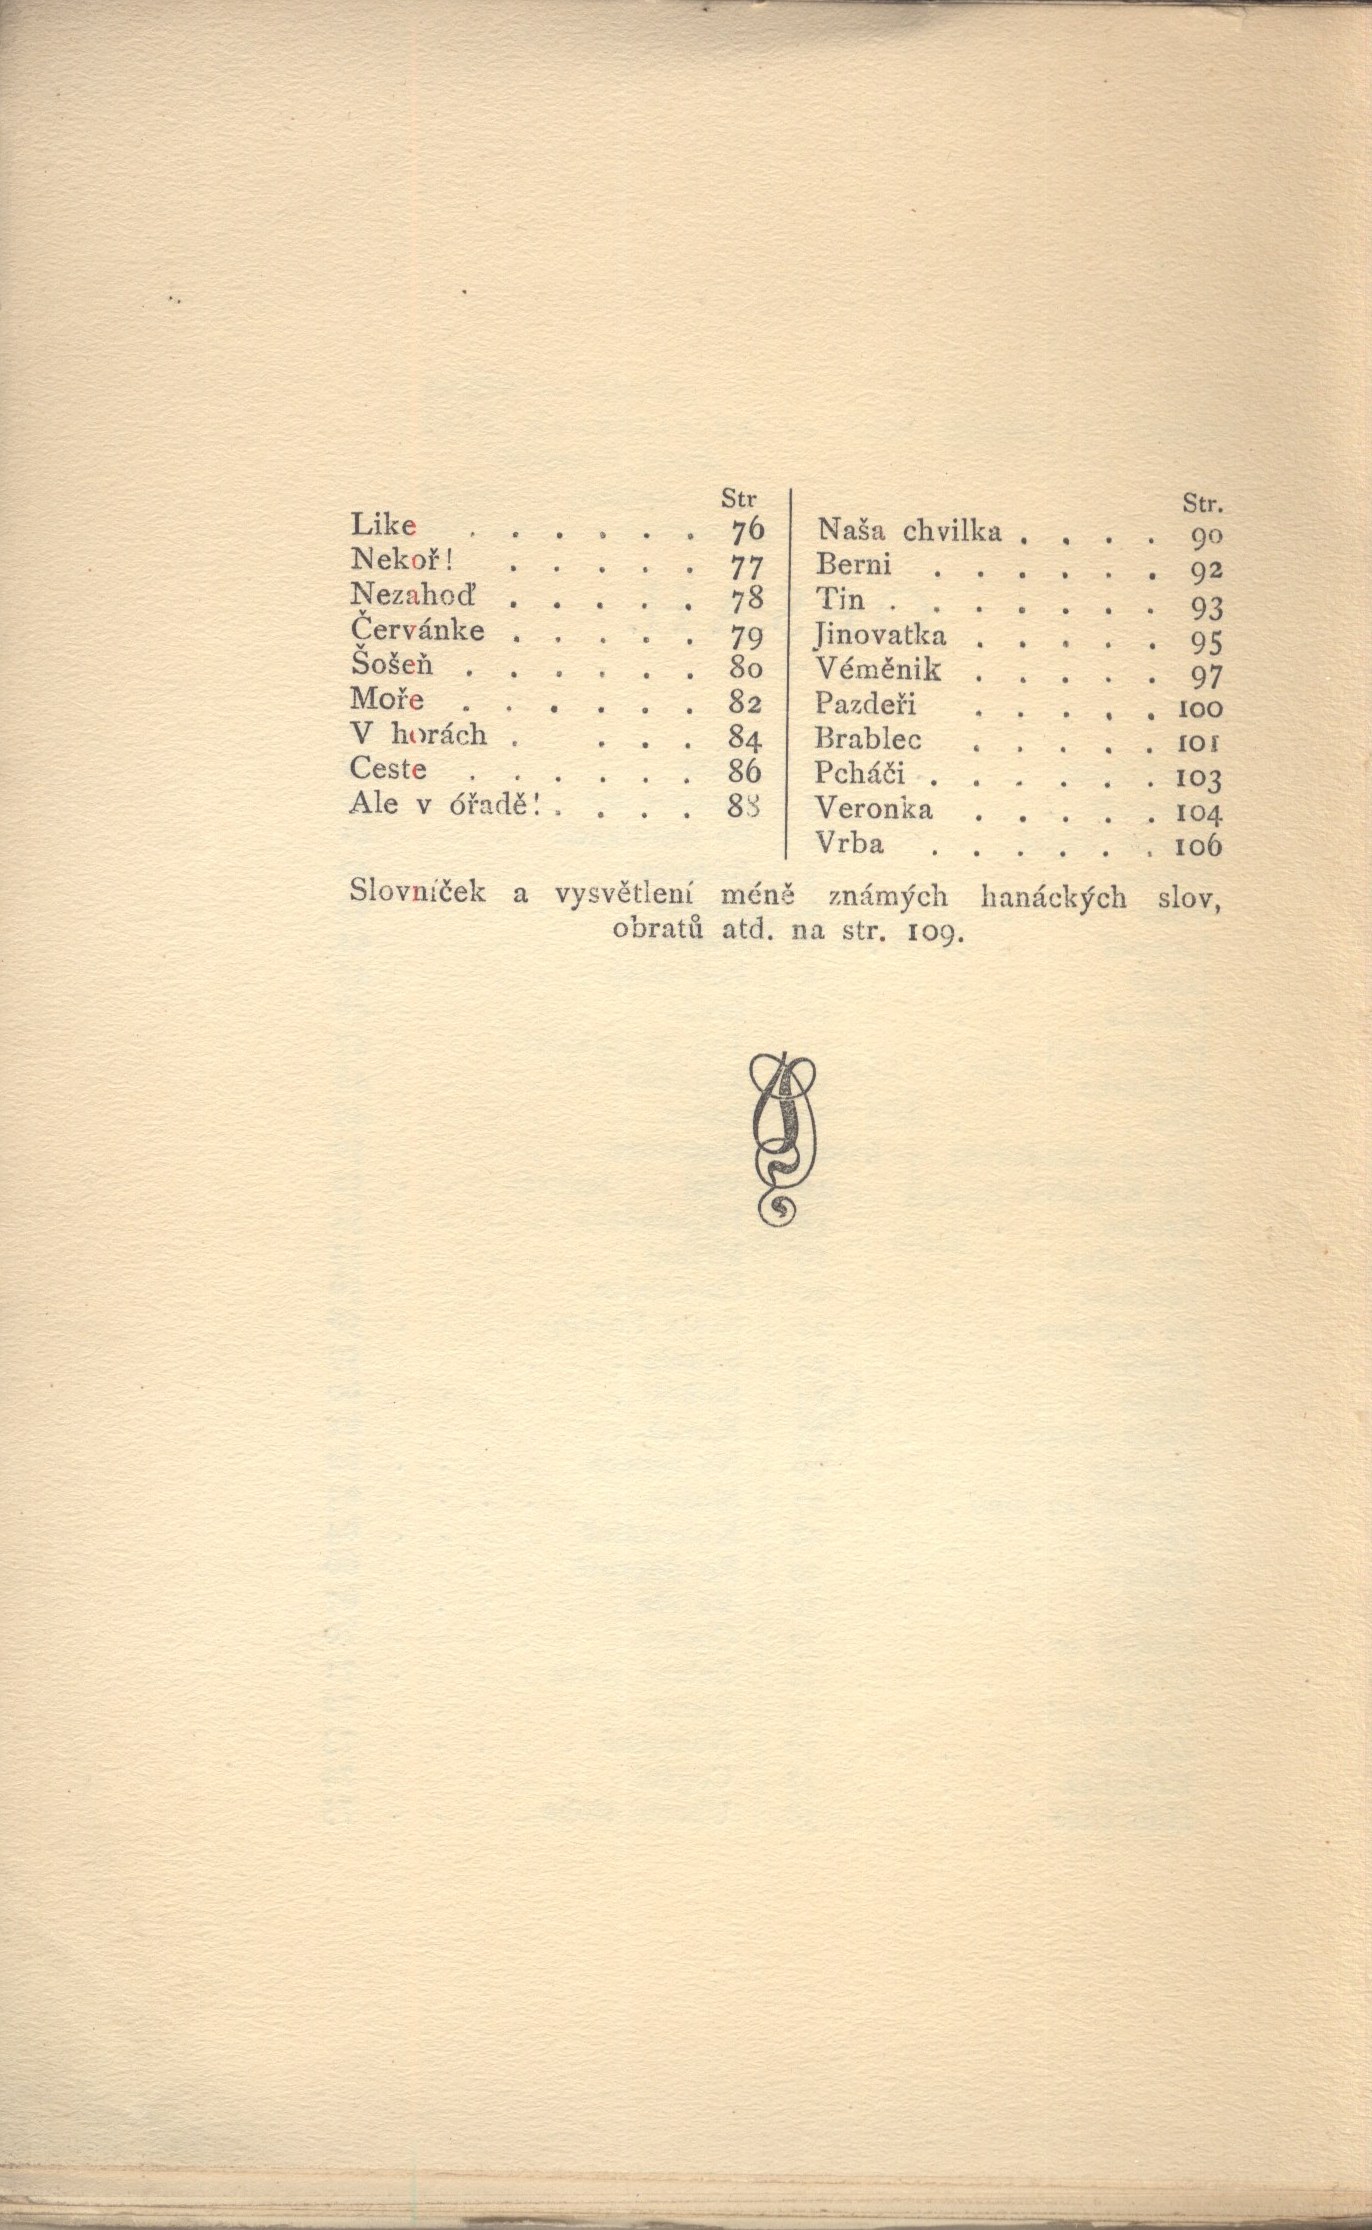 Str
Like . . . . . . 76
Nekoř! . . . . . 77
Nezahoď . . . . . 78
Červánke . . . . . 79
Šošeň . . . . . . 80
Moře . . . . . . 82
V horách . . . . 84
Ceste . . . . . . 86
Ale v óřadě! . . . . 88
Str.
Naša chvilka . . . . 90
Berni . . . . . . 92
Tin . . . . . . . 93
Jinovatka . . . . . 95
Véměnik . . . . . 97
Pazdeři . . . . . 100
Brablec . . . . . 101
Pcháči . . . . . . 103
Veronka . . . . . 104
Vrba . . . . . . 106
Slovníček a vysvětlení méně známých hanáckých slov,
obratů atd. na str. 109.